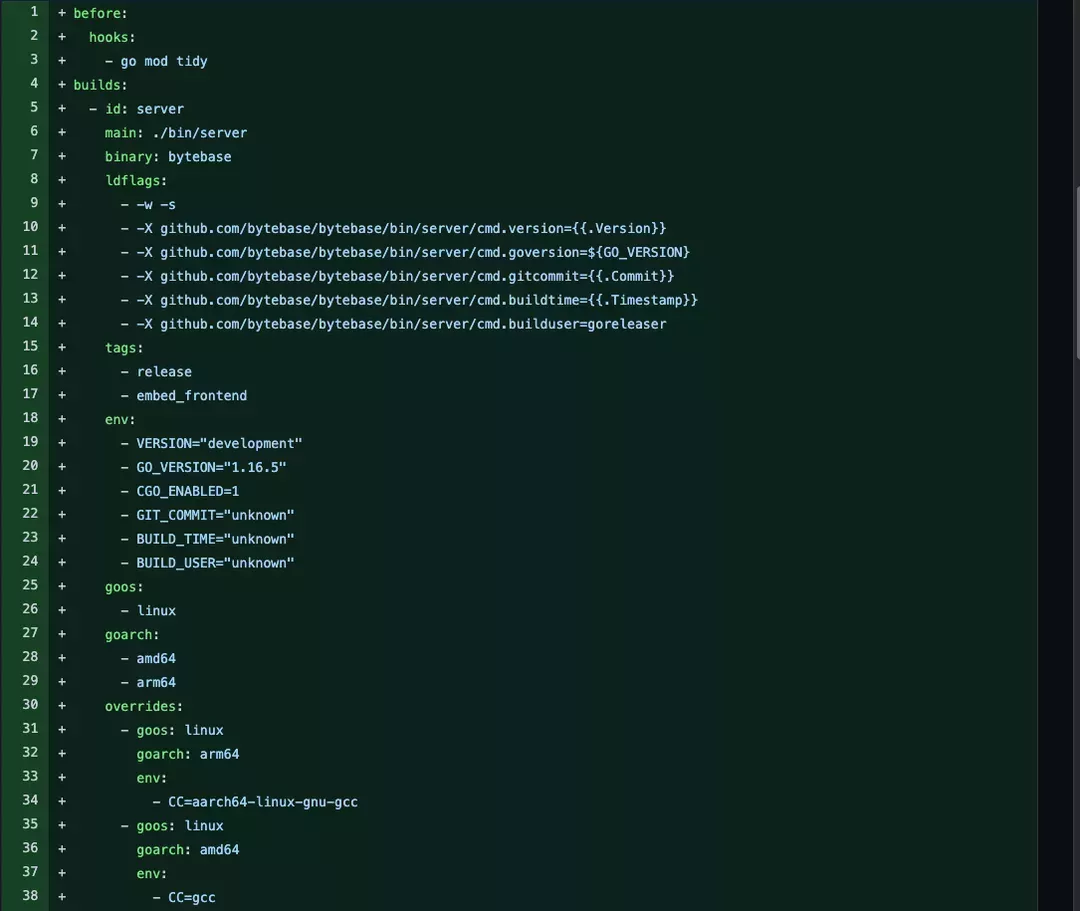 1 + before:
2 +   hooks:
3 +     - go mod tidy
4 + builds:
5 +   - id: server
6 +     main: ./bin/server
7 +     binary: bytebase
8 +     ldflags:
9 +       - -w -s
10 +       - -X github.com/bytebase/bytebase/bin/server/cmd.version={{.Version}}
11 +       - -X github.com/bytebase/bytebase/bin/server/cmd.goversion=${GO_VERSION}
12 +       - -X github.com/bytebase/bytebase/bin/server/cmd.gitcommit={{.Commit}}
13 +       - -X github.com/bytebase/bytebase/bin/server/cmd.buildtime={{.Timestamp}}
14 +       - -X github.com/bytebase/bytebase/bin/server/cmd.builduser=goreleaser
15 +     tags:
16 +       - release
17 +       - embed_frontend
18 +     env:
19 +       - VERSION="development"
20 +       - GO_VERSION="1.16.5"
21 +       - CGO_ENABLED=1
22 +       - GIT_COMMIT="unknown"
23 +       - BUILD_TIME="unknown"
24 +       - BUILD_USER="unknown"
25 +     goos:
26 +       - linux
27 +     goarch:
28 +       - amd64
29 +       - arm64
30 +     overrides:
31 +       - goos: linux
32 +         goarch: arm64
33 +         env:
34 +           - CC=aarch64-linux-gnu-gcc
35 +       - goos: linux
36 +         goarch: amd64
37 +         env:
38 +           - CC=gcc